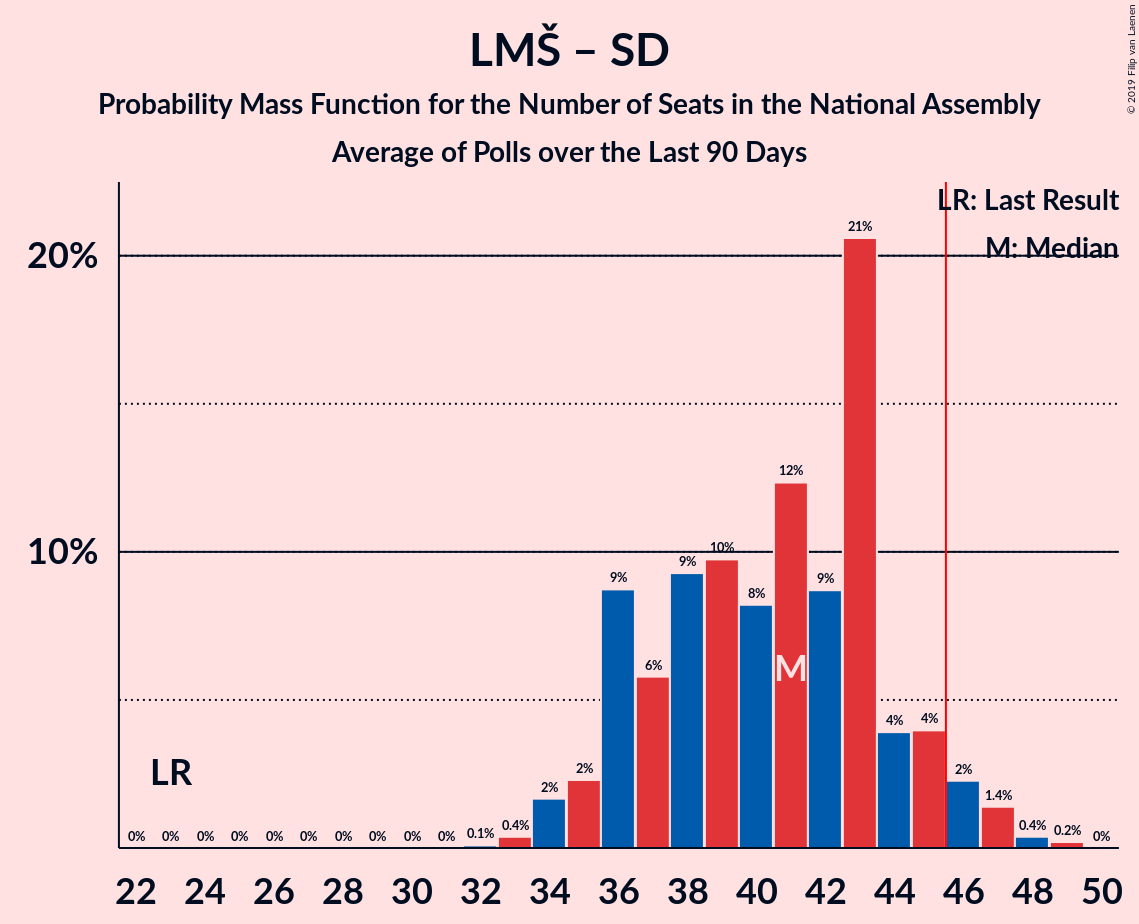 LMŠ – SD
Probability Mass Function for the Number of Seats in the National Assembly
Average of Polls over the Last 90 Days
© 2019 Filip van Laenen
LR: Last Result
M: Median
20%
10%
0% 0% 0% 0% 0% 0% 0% 0% 0% 0% 0.1% 0.4% 2% 2% 9% 6% 9% 10% 8% 12% 9% 21% 4% 4% 2% 1.4% 0.4% 0.2% 0%
M
LR
22 24 26 28 30 32 34 36 38 40 42 44 46 48 50